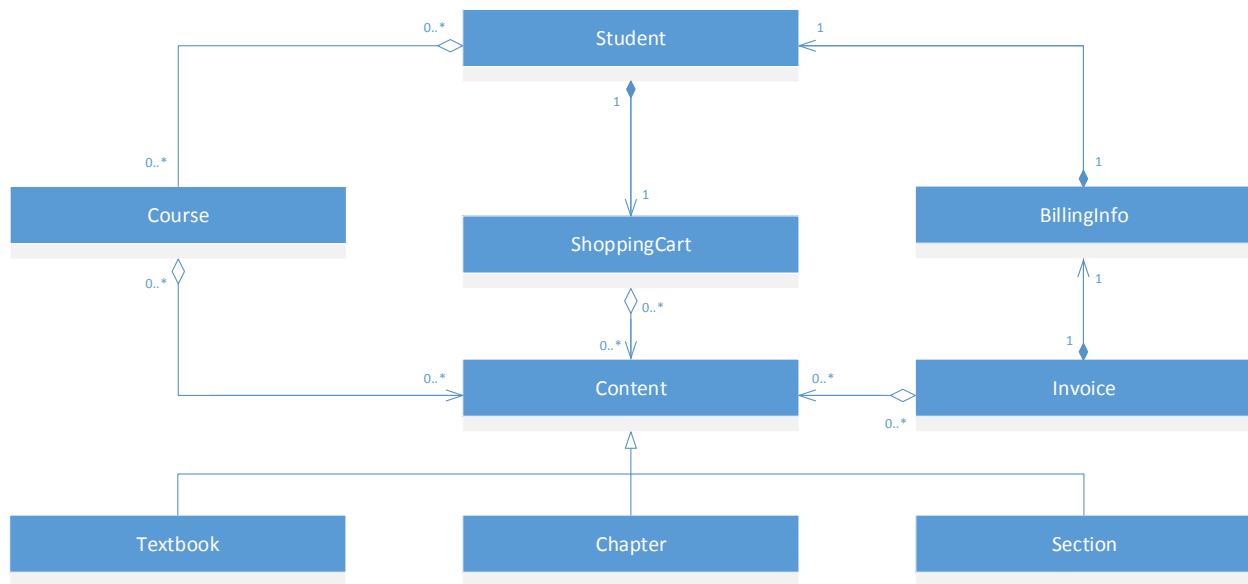 0..*
Student
1
1
0..*
1
1
Course
ShoppingCart
BillingInfo
0..*
0..*
1
0..*
1
0..*
Content
0..*
0..*
Invoice
Textbook
Chapter
Section